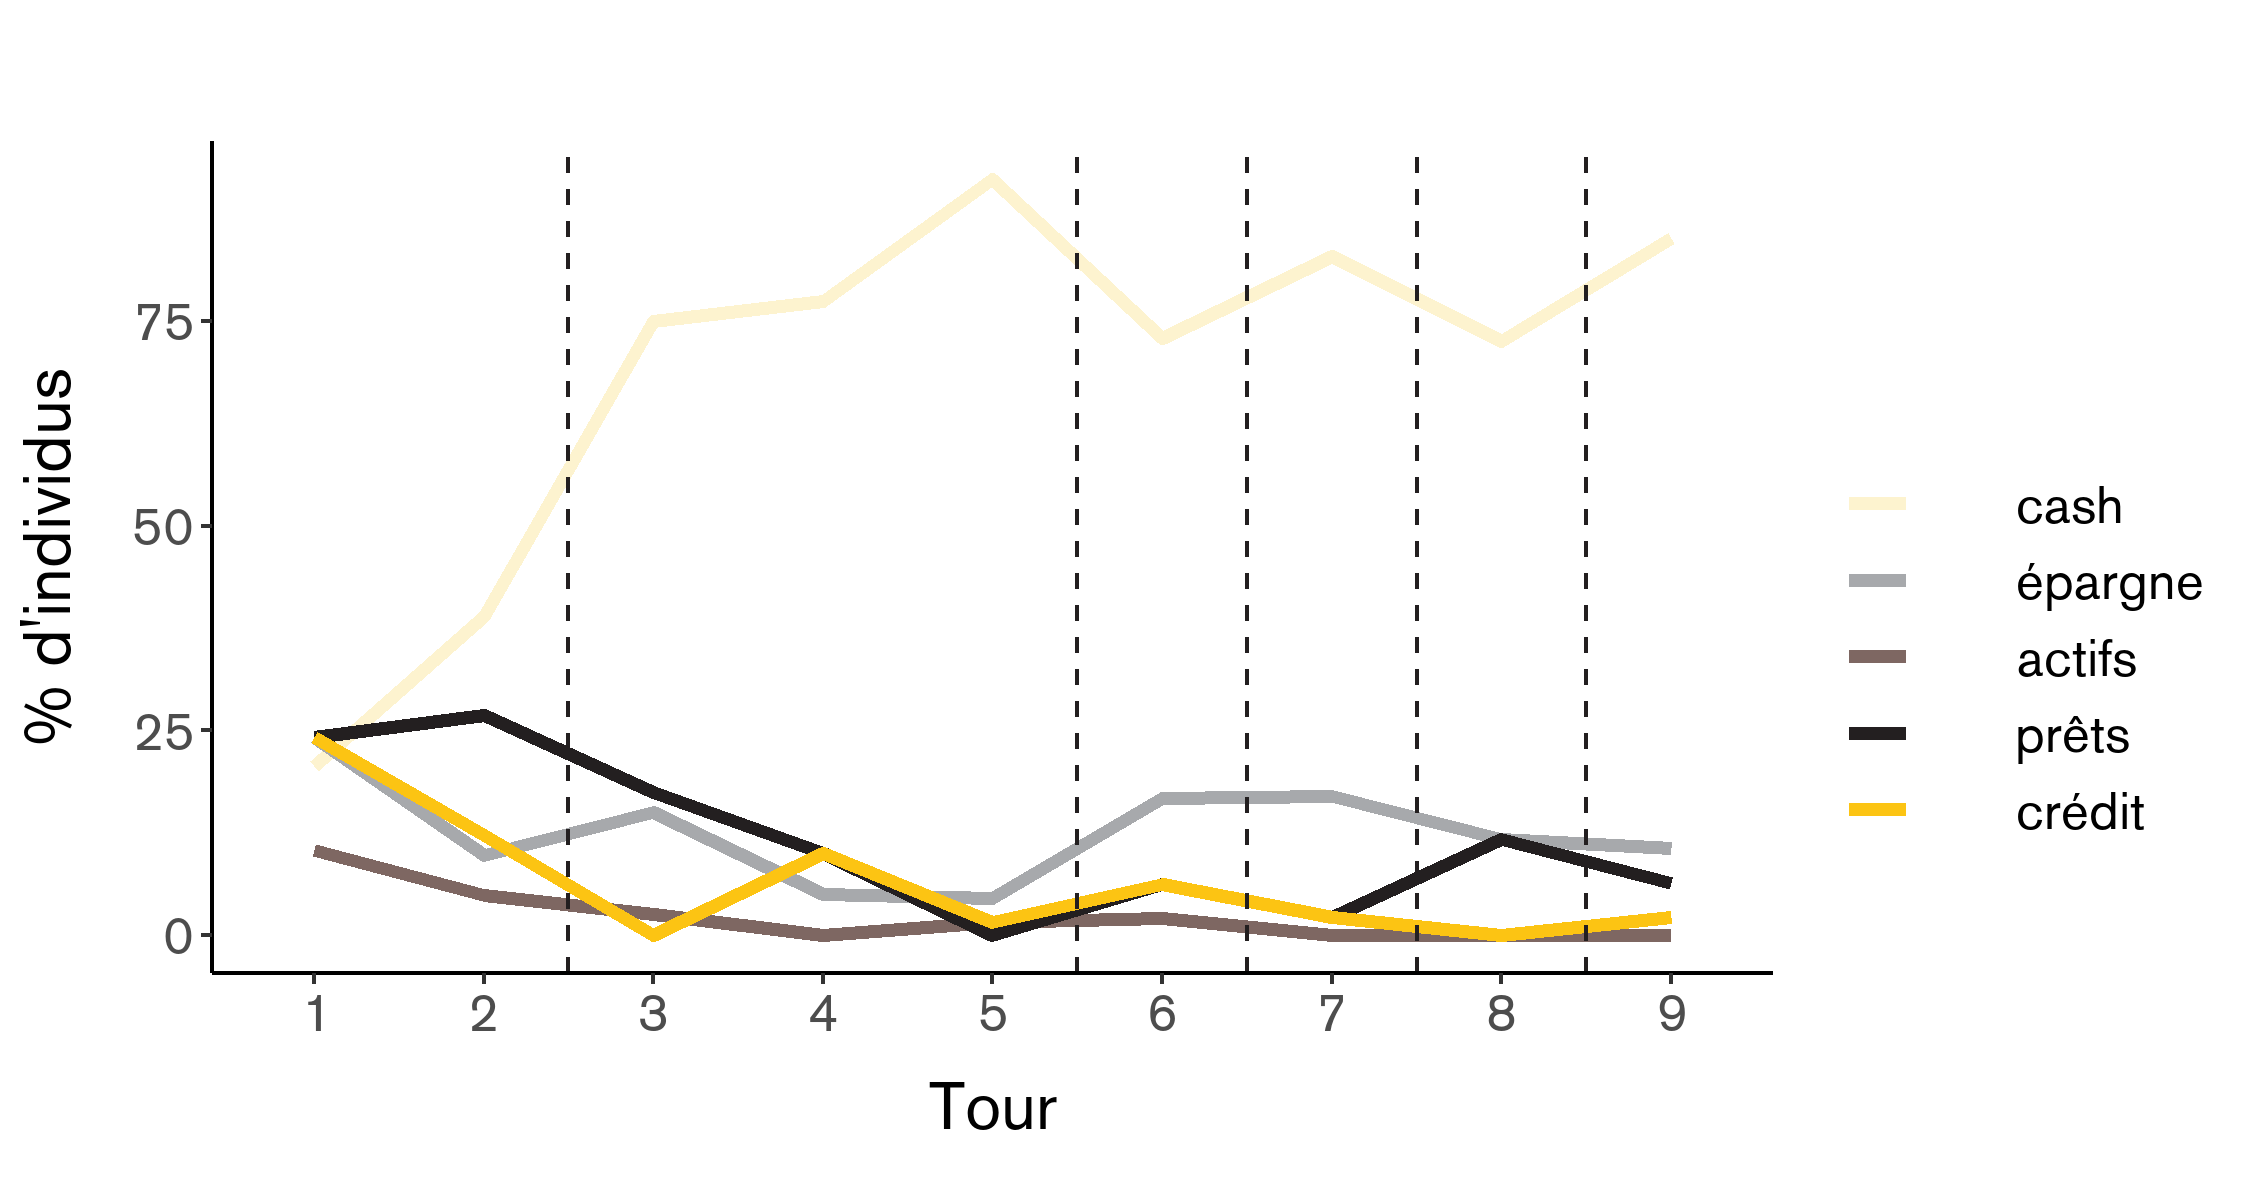 % d'individus
75
50
25
0
1 2 3 4 5 6 7 8 9
Tour
cash
épargne
actifs
prêts
crédit